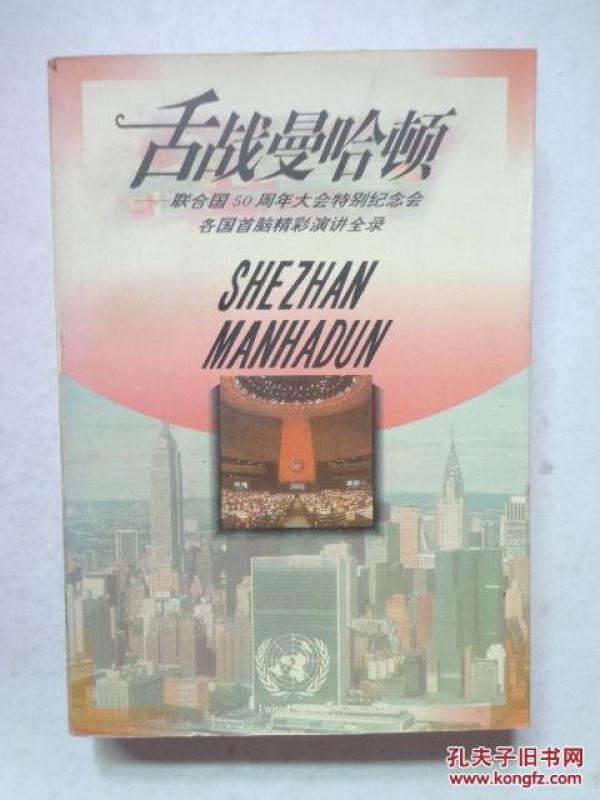 舌战曼哈顿
——联合国50周年大会特别纪念会
各国首脑精彩演讲全录
SHEZHAN
MANHADUN
United
孔夫子旧书网
www.kongfz.com